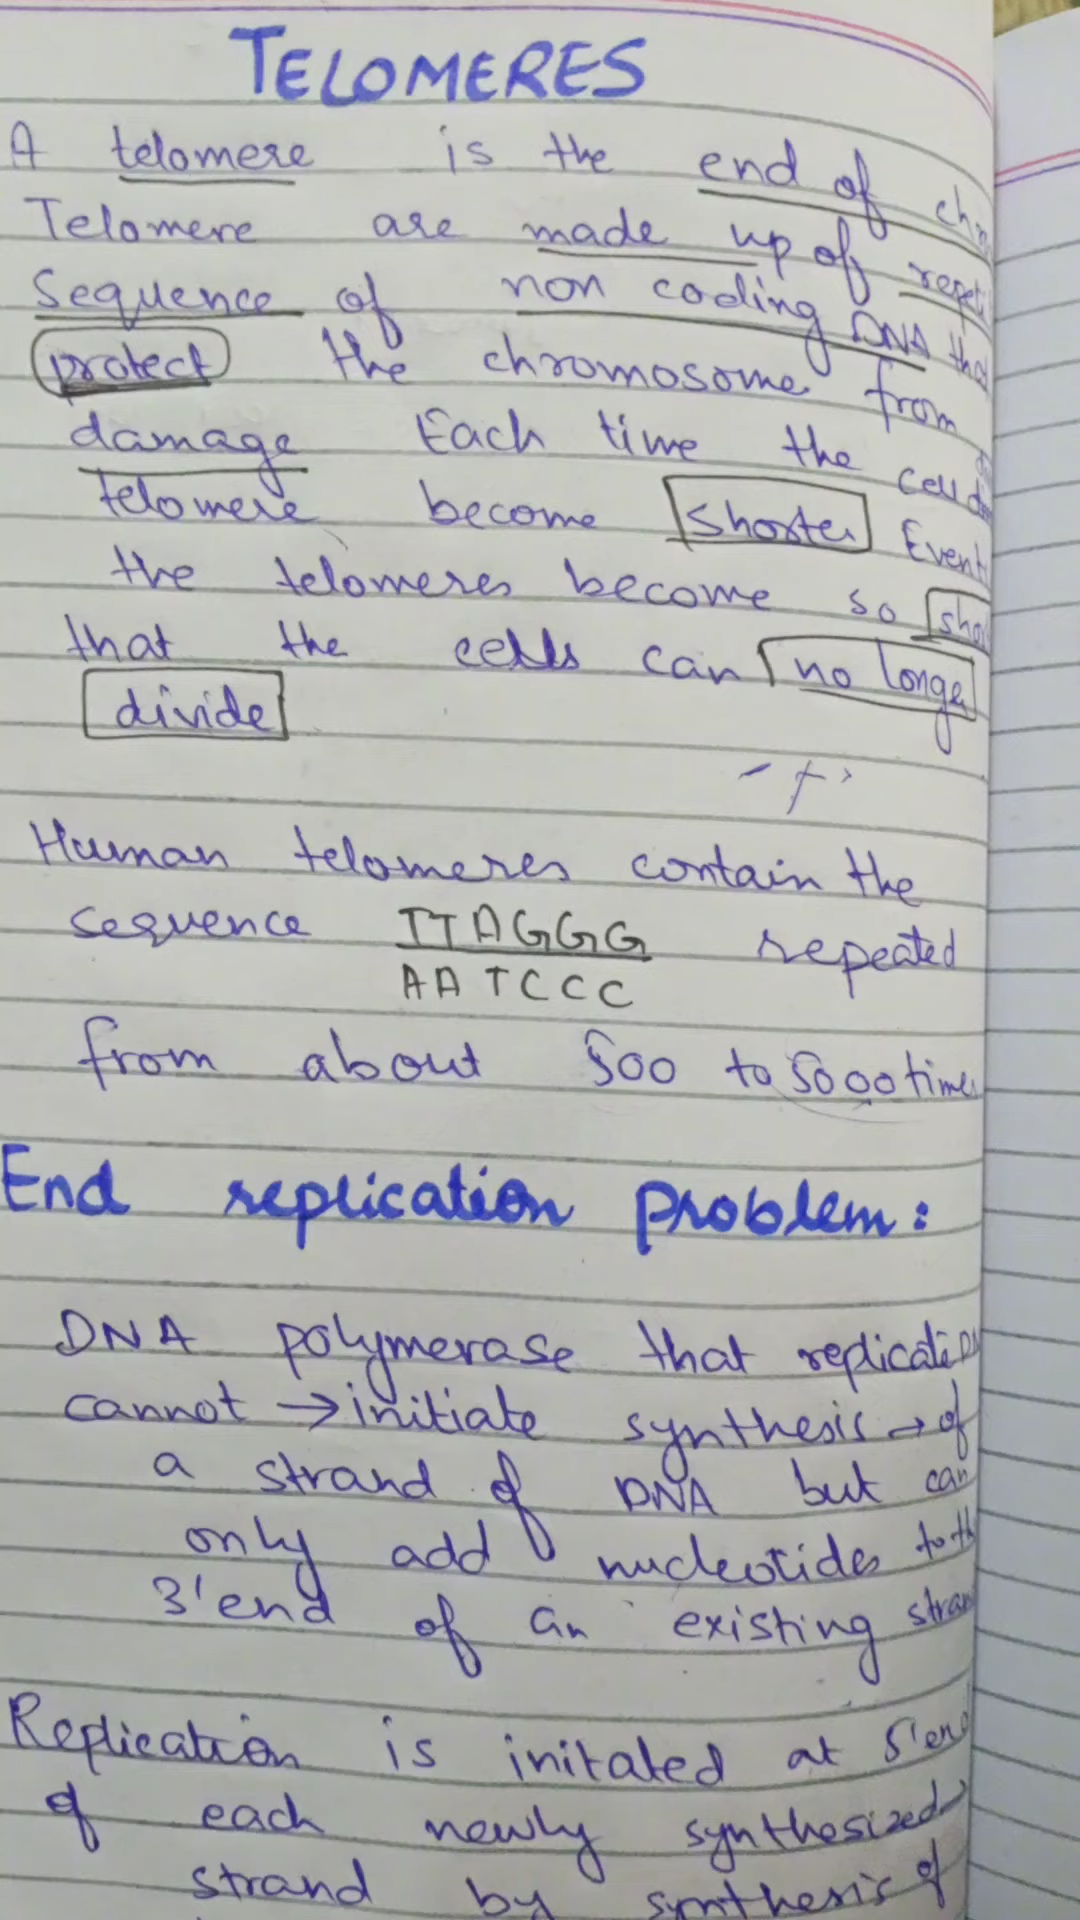 TELOMERES
A telomere is the end of
Telomere are made up of
Sequence of non coding DNA that
protect the chromosome from
damage Each time the cell
telomere become shorter
the telomeres become so
that the cells can no longe
divide
Human telomeres contain the
sequence TTAGGG repeated
AATCCC
from about 500 to 5000 time
End replication problem:
DNA polymerase that replicate
cannot → initiate synthesis → of
a strand of DNA but can
only add nucleotides to
3'end of an existing
Replication is initated at 5'
of each newly synthesized
strand by synthesis of